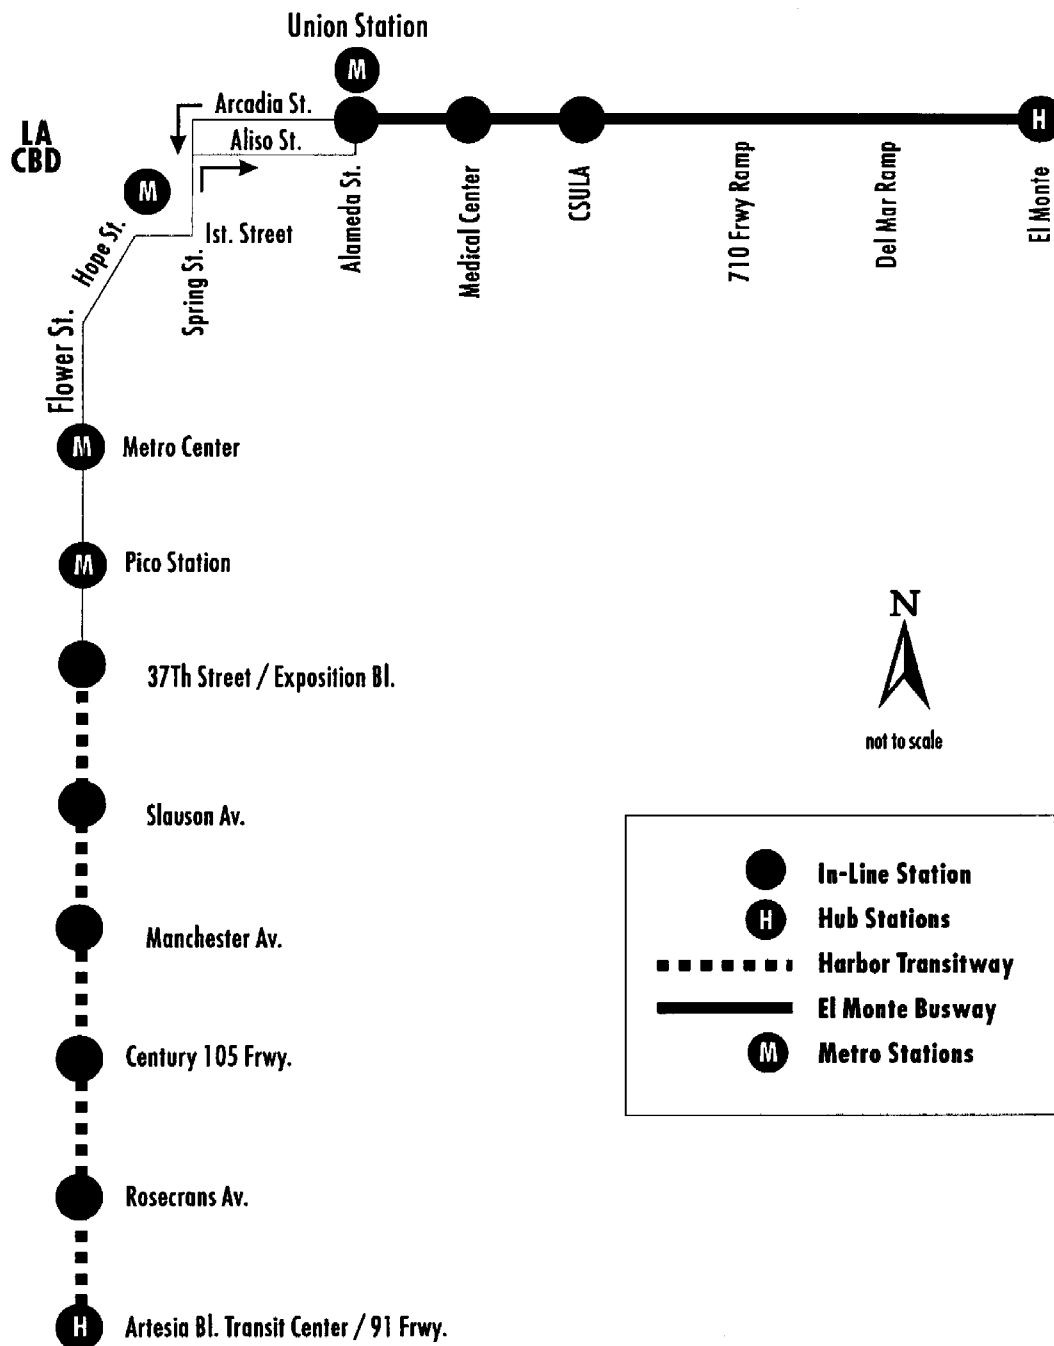 Union Station
M
Arcadia St.
Aliso St.
LA
CBD
M
H
Hope St.
1st. Street
Spring St.
Alameda St.
Medical Center
CSULA
710 Frwy Ramp
Del Mar Ramp
El Monte
Flower St.
M Metro Center
M Pico Station
37Th Street / Exposition Bl.
N
not to scale
Slauson Av.
Manchester Av.
Century 105 Frwy.
Rosecrans Av.
H Artesia Bl. Transit Center / 91 Frwy.
In-Line Station
H Hub Stations
Harbor Transitway
El Monte Busway
M Metro Stations